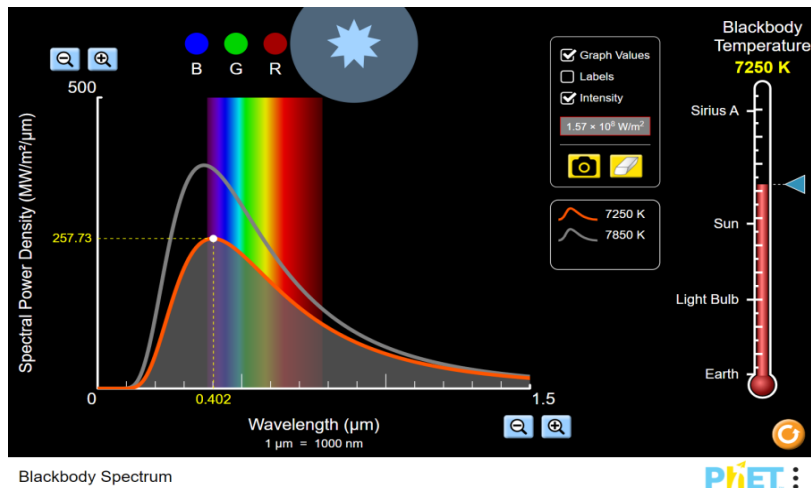 Blackbody
Temperature
7250 K
B G R
500
Graph Values
Labels
Intensity
1.57 × 10⁸ W/m²
Sirius A
Sun
Light Bulb
Earth
7250 K
7850 K
Spectral Power Density (MW/m²/μm)
257.73
0
0.402
1.5
Wavelength (μm)
1 μm = 1000 nm
Blackbody Spectrum
PhET